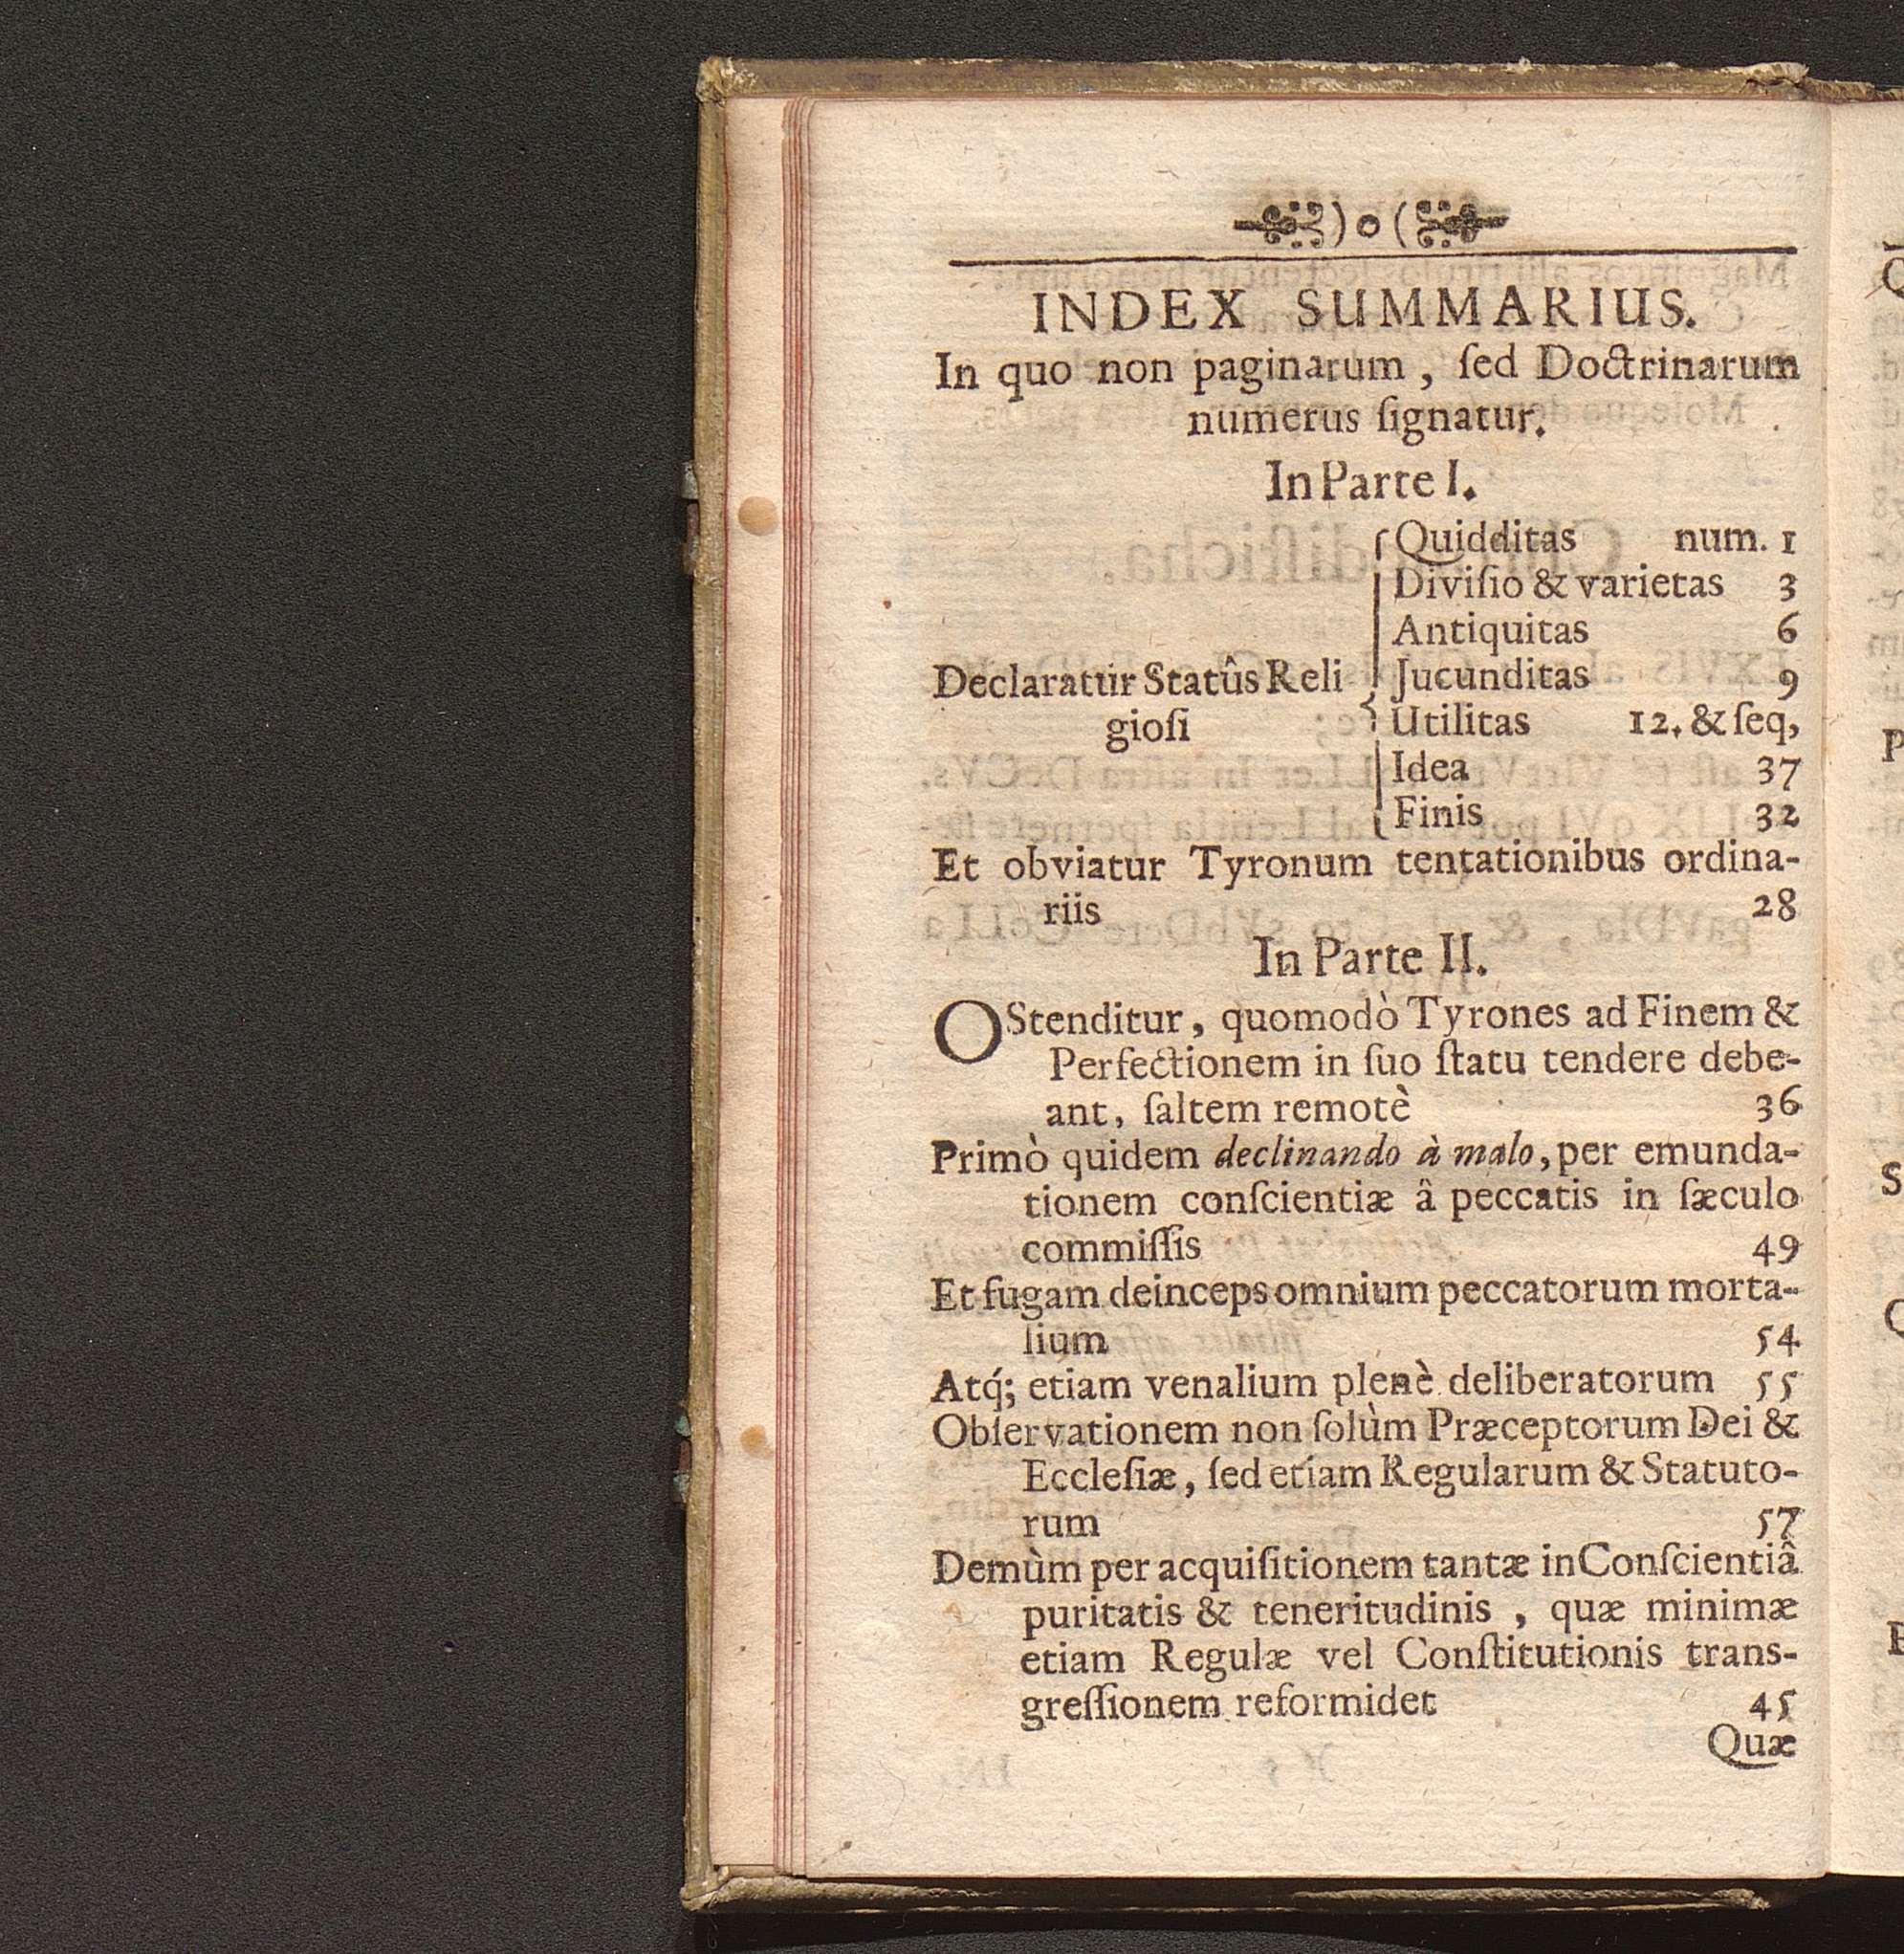 )o(
INDEX SUMMARIUS.
In quo non paginarum, ſed Doctrinarum
numerus ſignatur.
In Parte I.
Quidditas num. 1
Diviſio & varietas 3
Antiquitas 6
Declaratur Statûs Reli Jucunditas 9
gioſi Utilitas 12. & ſeq,
Idea 37
Finis 32
Et obviatur Tyronum tentationibus ordina-
riis 28
In Parte II.
OStenditur, quomodò Tyrones ad Finem &
Perfectionem in ſuo ſtatu tendere debe-
ant, ſaltem remotè 36
Primò quidem declinando à malo, per emunda-
tionem conſcientiæ â peccatis in ſæculo
commiſſis 49
Et fugam deinceps omnium peccatorum morta-
lium 54
Atq́; etiam venalium plenè deliberatorum 55
Obſervationem non ſolùm Præceptorum Dei &
Eccleſiæ, ſed etíam Regularum & Statuto-
rum 57
Demùm per acquiſitionem tantæ in Conſcientiâ
puritatis & teneritudinis, quæ minimæ
etiam Regulæ vel Conſtitutionis trans-
greſſionem reformidet 45
Quæ